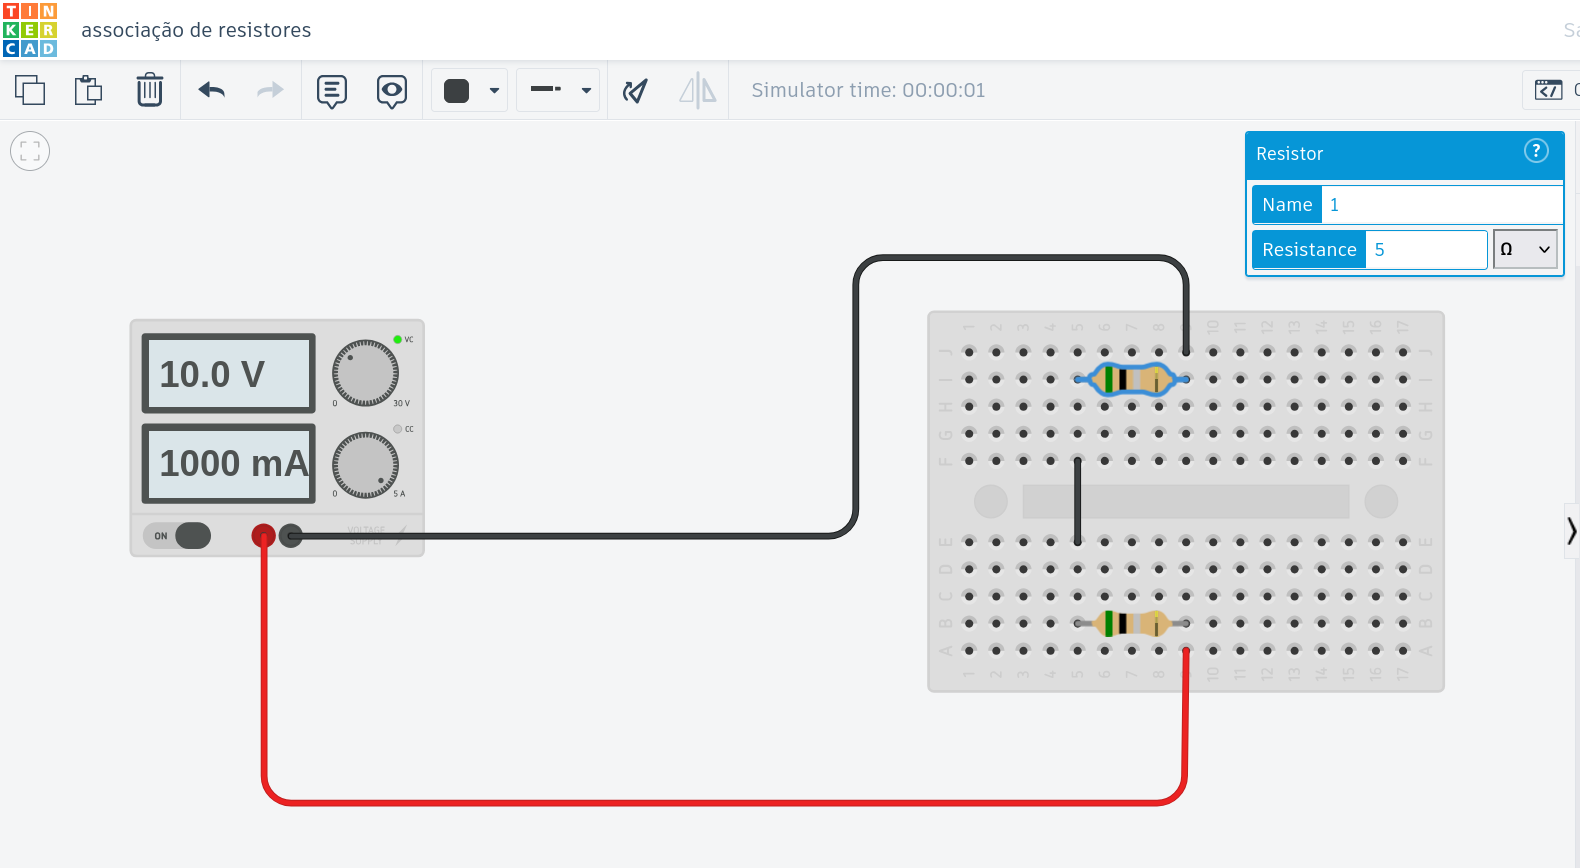 TIN
KER
CAD
associação de resistores
Sa
Simulator time: 00:00:01
Resistor
?
Name 1
Resistance 5 Ω
10.0 V
VC
0 30 V
1000 mA
CC
0 5 A
ON
VOLTAGE
SUPPLY
1 2 3 4 5 6 7 8 10 11 12 13 14 15 16 17
J J
I I
H H
G G
F F
E E
D D
C C
B B
A A
1 2 3 4 5 6 7 8 10 11 12 13 14 15 16 17